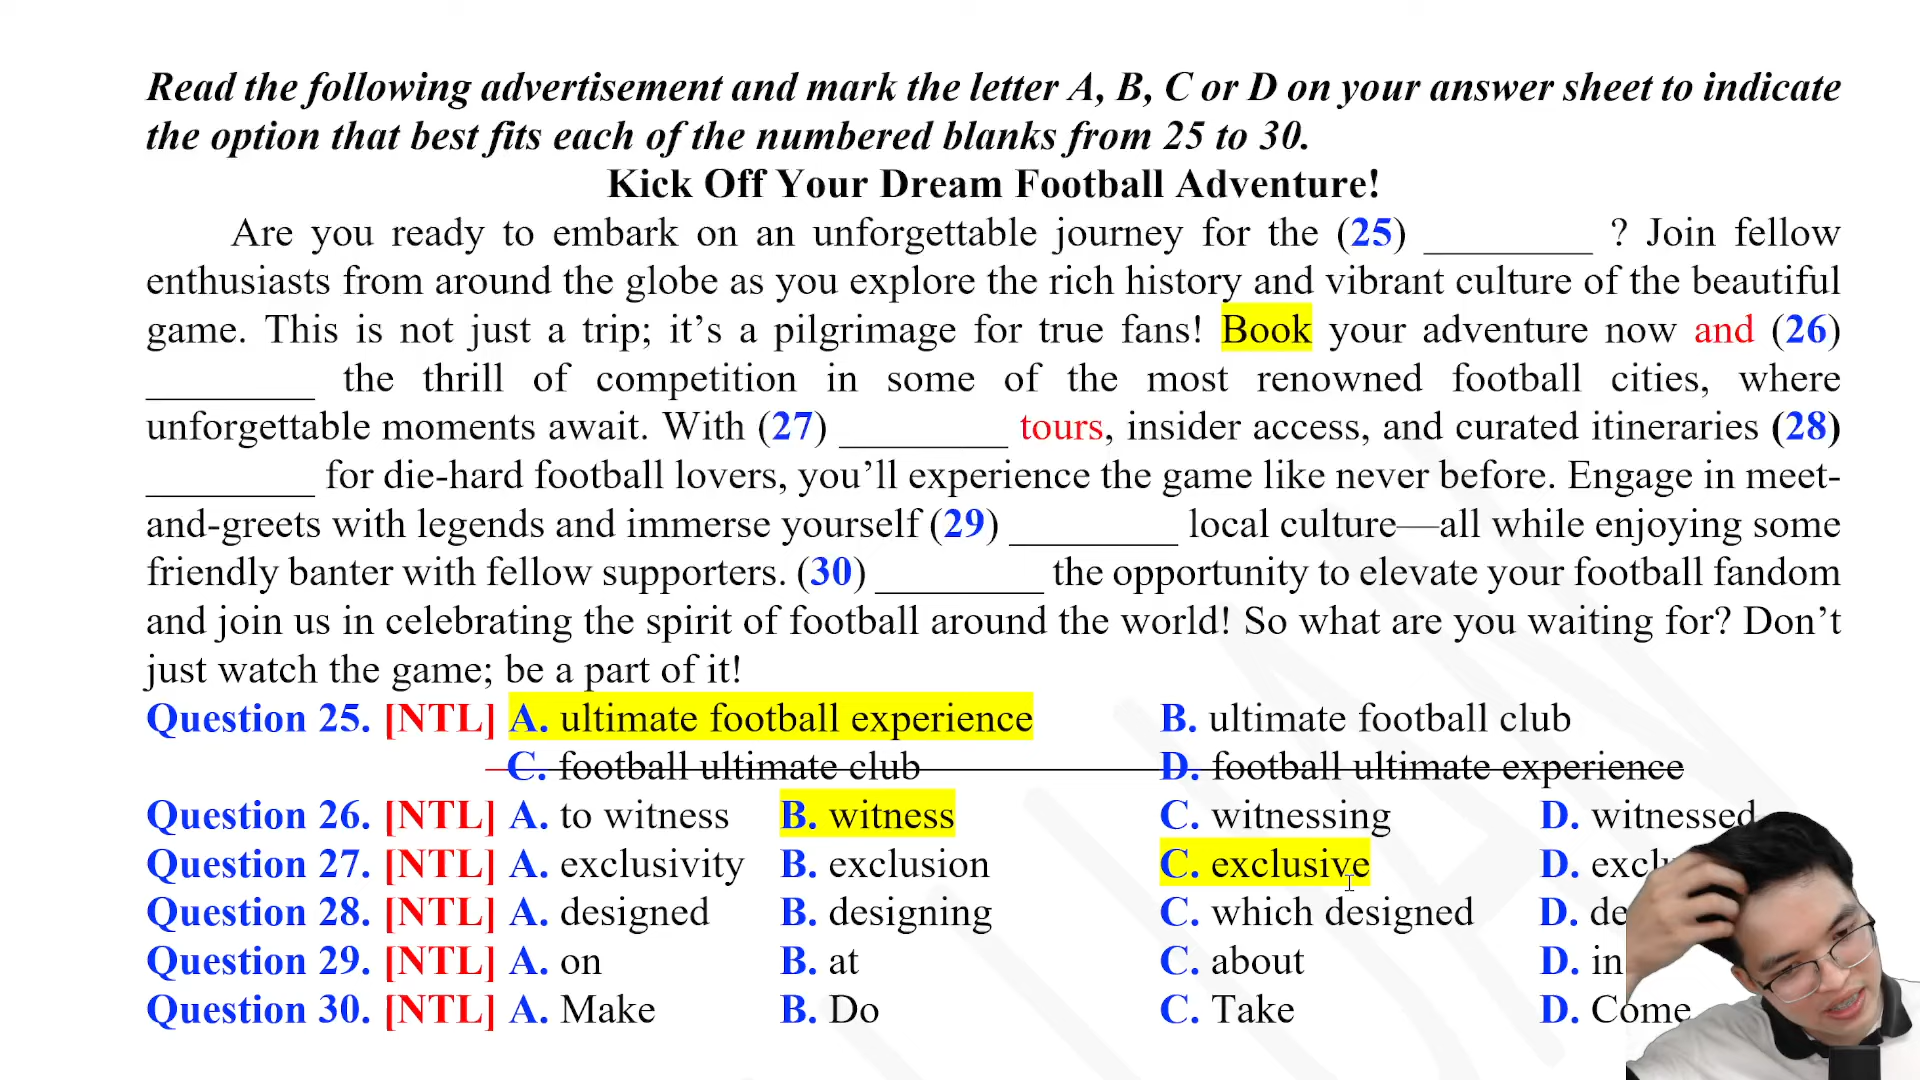 Read the following advertisement and mark the letter A, B, C or D on your answer sheet to indicate
the option that best fits each of the numbered blanks from 25 to 30.
Kick Off Your Dream Football Adventure!
Are you ready to embark on an unforgettable journey for the (25) ________ ? Join fellow
enthusiasts from around the globe as you explore the rich history and vibrant culture of the beautiful
game. This is not just a trip; it’s a pilgrimage for true fans! Book your adventure now and (26)
________ the thrill of competition in some of the most renowned football cities, where
unforgettable moments await. With (27) ________ tours, insider access, and curated itineraries (28)
________ for die-hard football lovers, you’ll experience the game like never before. Engage in meet-
and-greets with legends and immerse yourself (29) ________ local culture—all while enjoying some
friendly banter with fellow supporters. (30) ________ the opportunity to elevate your football fandom
and join us in celebrating the spirit of football around the world! So what are you waiting for? Don’t
just watch the game; be a part of it!
Question 25. [NTL] A. ultimate football experience B. ultimate football club
C. football ultimate club D. football ultimate experience
Question 26. [NTL] A. to witness B. witness C. witnessing D. witnessed
Question 27. [NTL] A. exclusivity B. exclusion C. exclusive D.
Question 28. [NTL] A. designed B. designing C. which designed D.
Question 29. [NTL] A. on B. at C. about D. in
Question 30. [NTL] A. Make B. Do C. Take D. Come